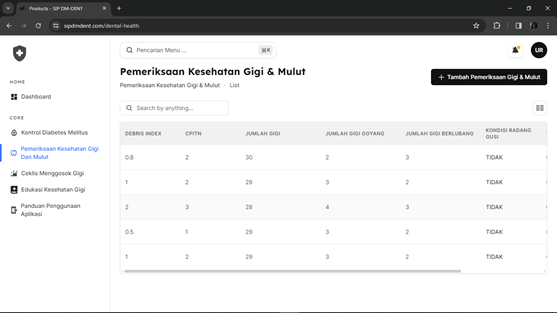 Products - SIP DM-DENT
sipdmdent.com/dental-health
Pencarian Menu ...
⌘K
UR
Pemeriksaan Kesehatan Gigi & Mulut
Pemeriksaan Kesehatan Gigi & Mulut · List
+ Tambah Pemeriksaan Gigi & Mulut
HOME
Dashboard
CORE
Kontrol Diabetes Melitus
Pemeriksaan Kesehatan Gigi
Dan Mulut
Ceklis Menggosok Gigi
Edukasi Kesehatan Gigi
Panduan Penggunaan
Aplikasi
Search by anything...
DEBRIS INDEX CPITN JUMLAH GIGI JUMLAH GIGI GOYANG JUMLAH GIGI BERLUBANG KONDISI RADANG
GUSI
0.8 2 30 2 3 TIDAK
1 2 29 3 2 TIDAK
2 3 28 4 3 TIDAK
0.5 1 29 3 2 TIDAK
1 2 29 3 2 TIDAK